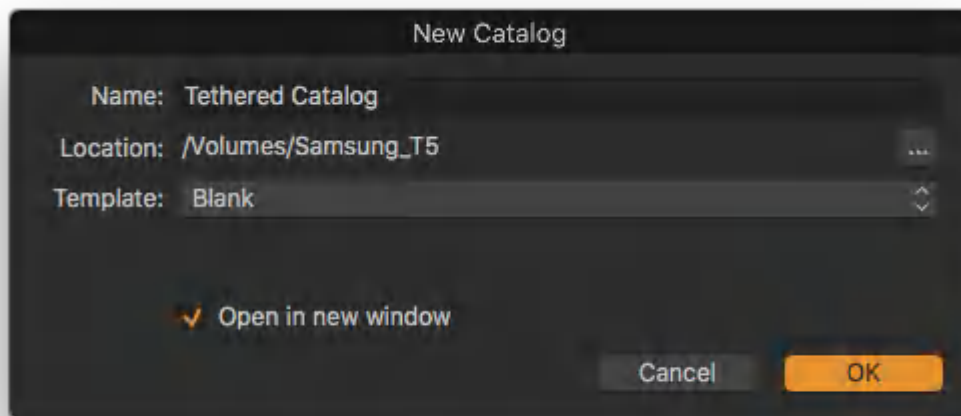 New Catalog
Name: Tethered Catalog
Location: /Volumes/Samsung_T5 ...
Template: Blank
Open in new window
Cancel OK